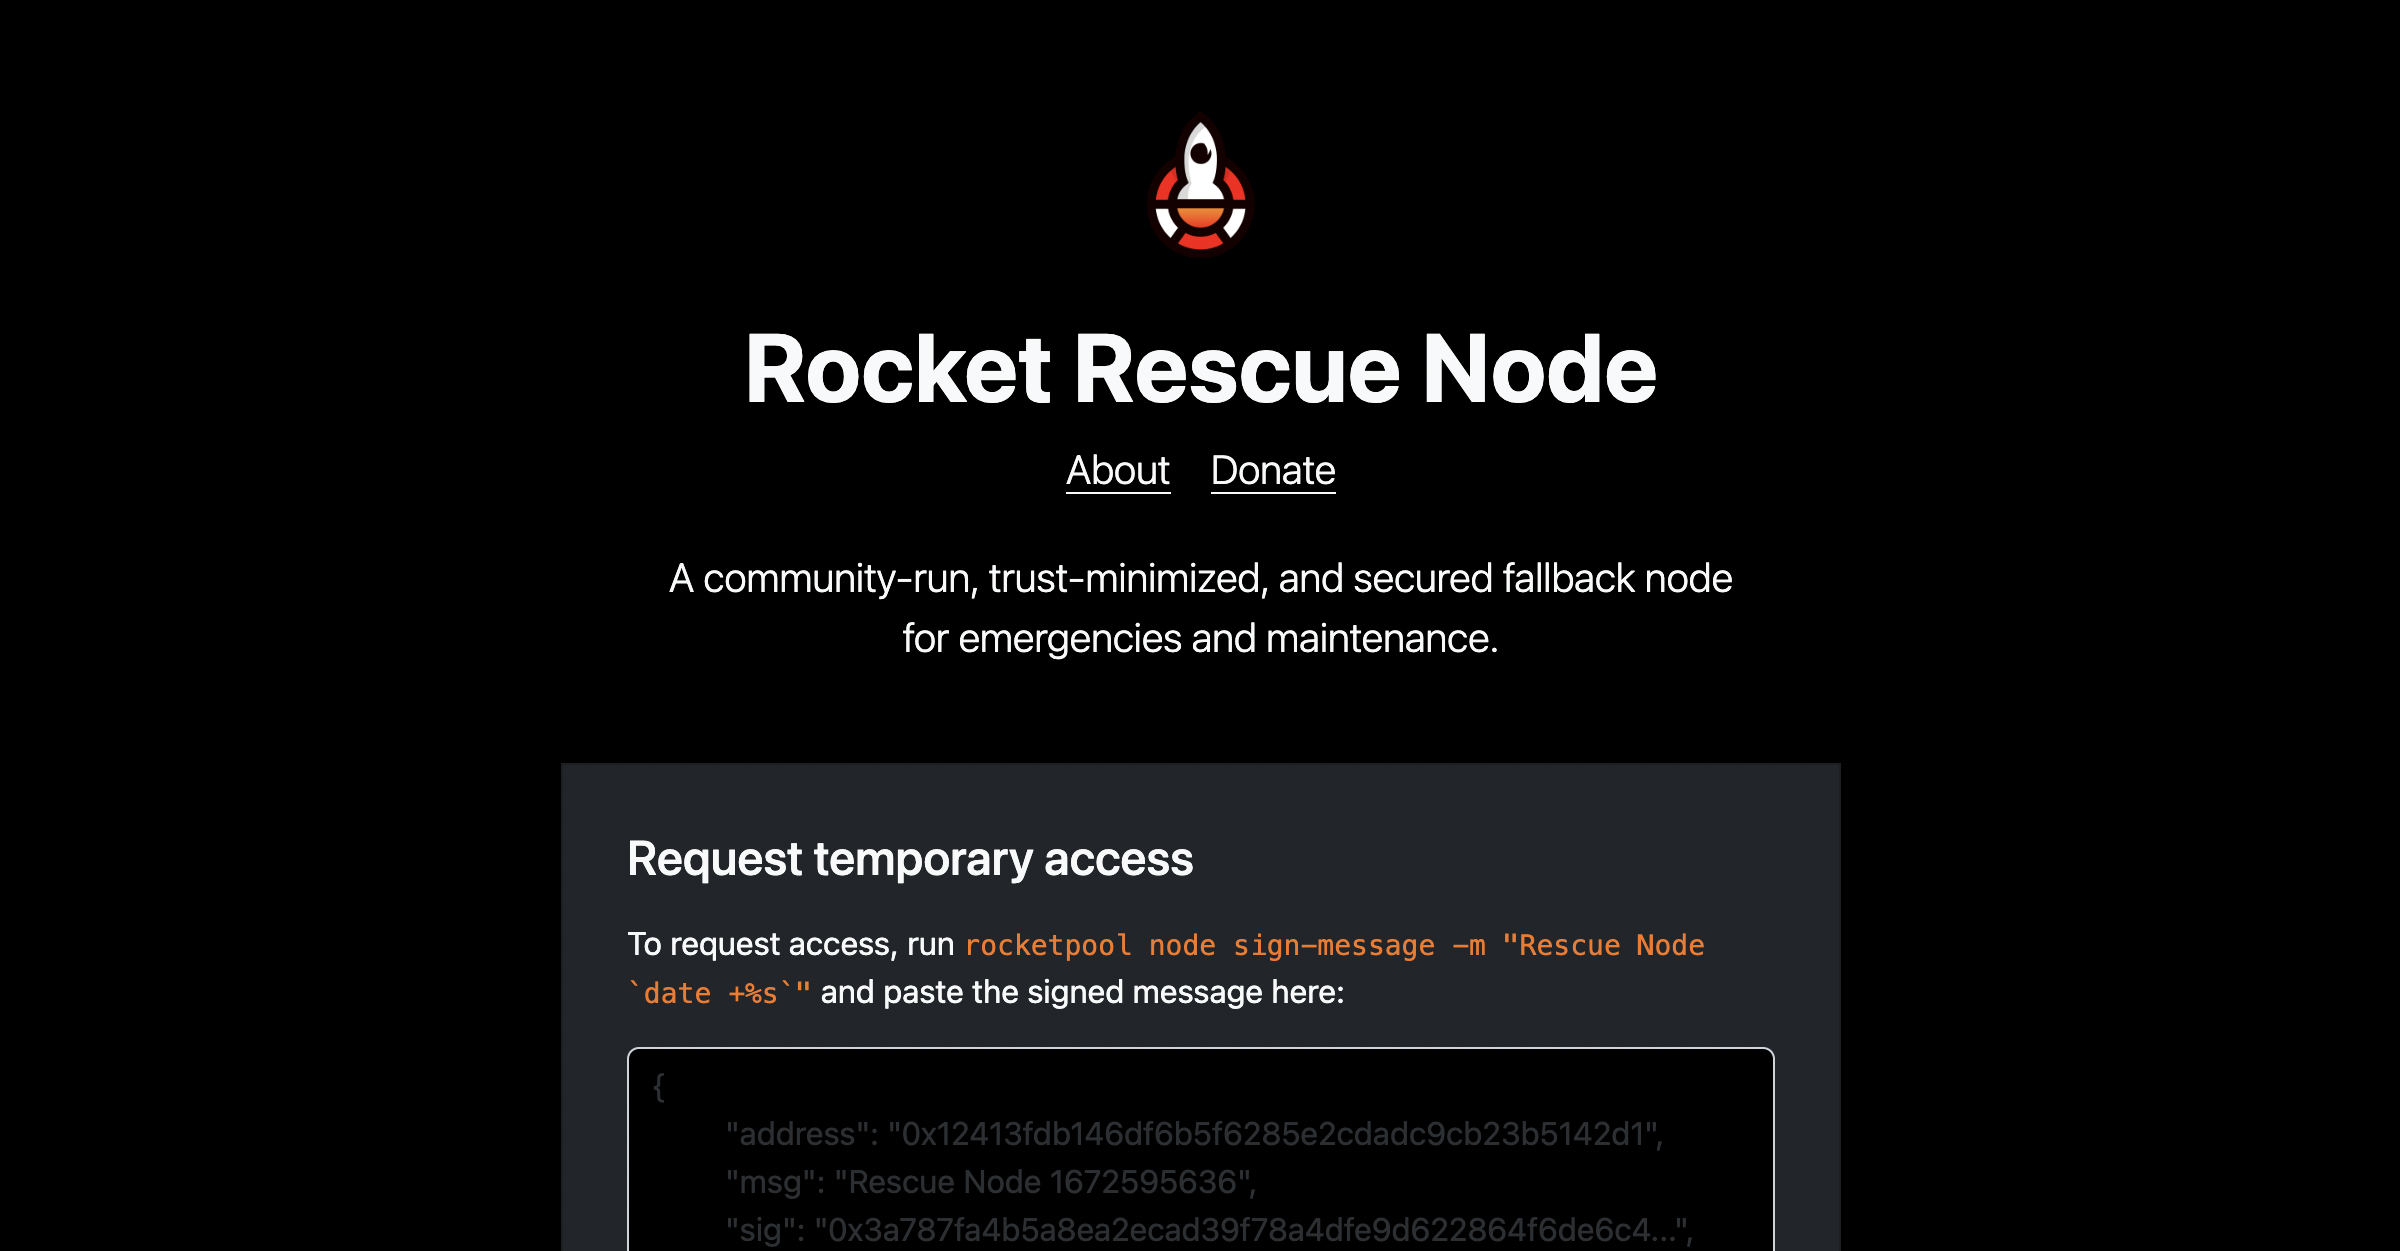 Rocket Rescue Node
About Donate
A community-run, trust-minimized, and secured fallback node
for emergencies and maintenance.
Request temporary access
To request access, run rocketpool node sign-message -m "Rescue Node
`date +%s`" and paste the signed message here:
{
"address": "0x12413fdb146df6b5f6285e2cdadc9cb23b5142d1",
"msg": "Rescue Node 1672595636",
"sig": "0x3a787fa4b5a8ea2ecad39f78a4dfe9d622864f6de6c4...",